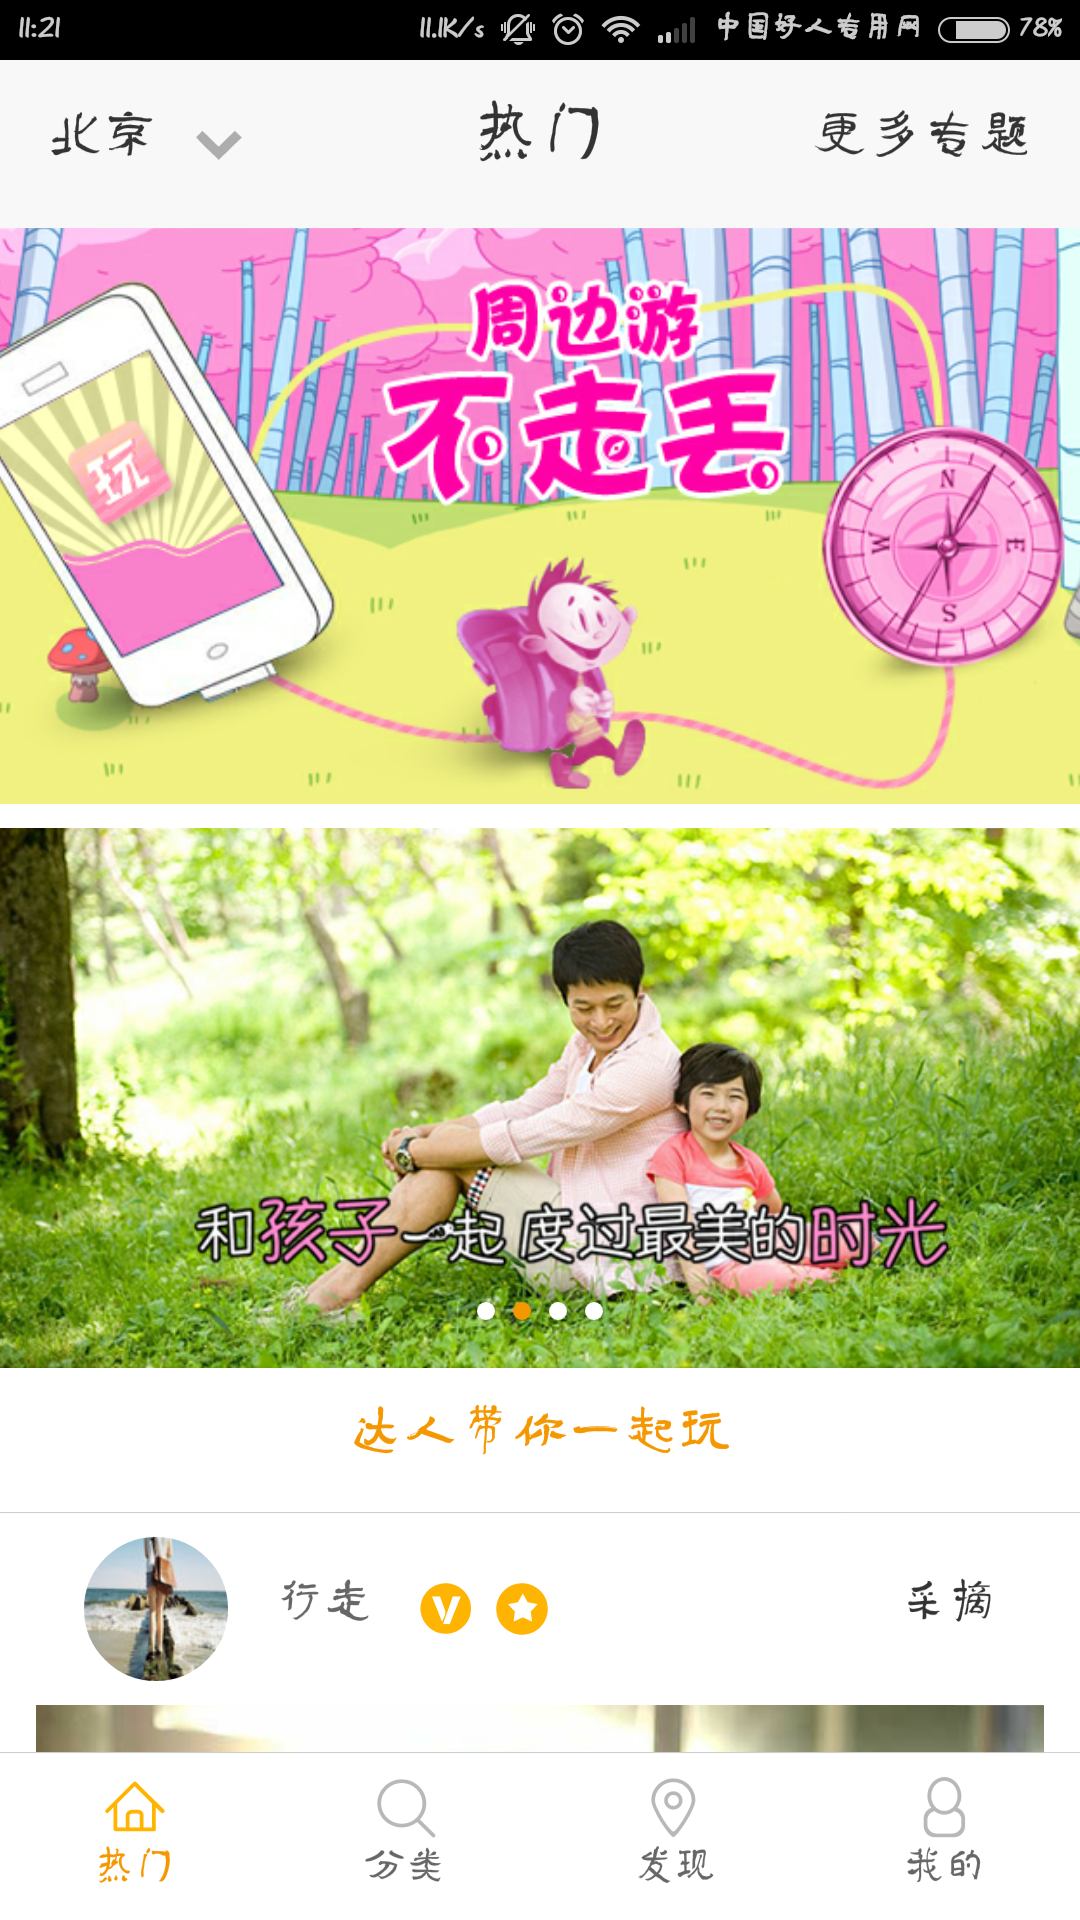 11:21 11.1K/s 中国好人专用网 78%
北京 热门 更多专题
周边游
不走丢
玩
N
W E
S
和孩子一起度过最美的时光
达人带你一起玩
行走 V 采摘
热门 分类 发现 我的